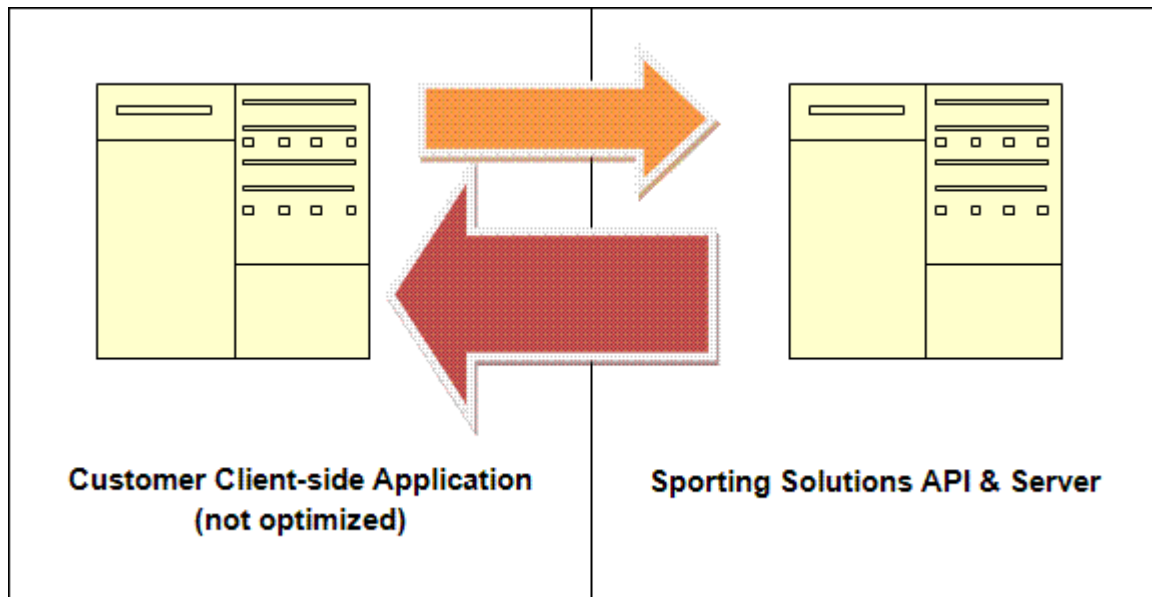 Customer Client-side Application
(not optimized)
Sporting Solutions API & Server